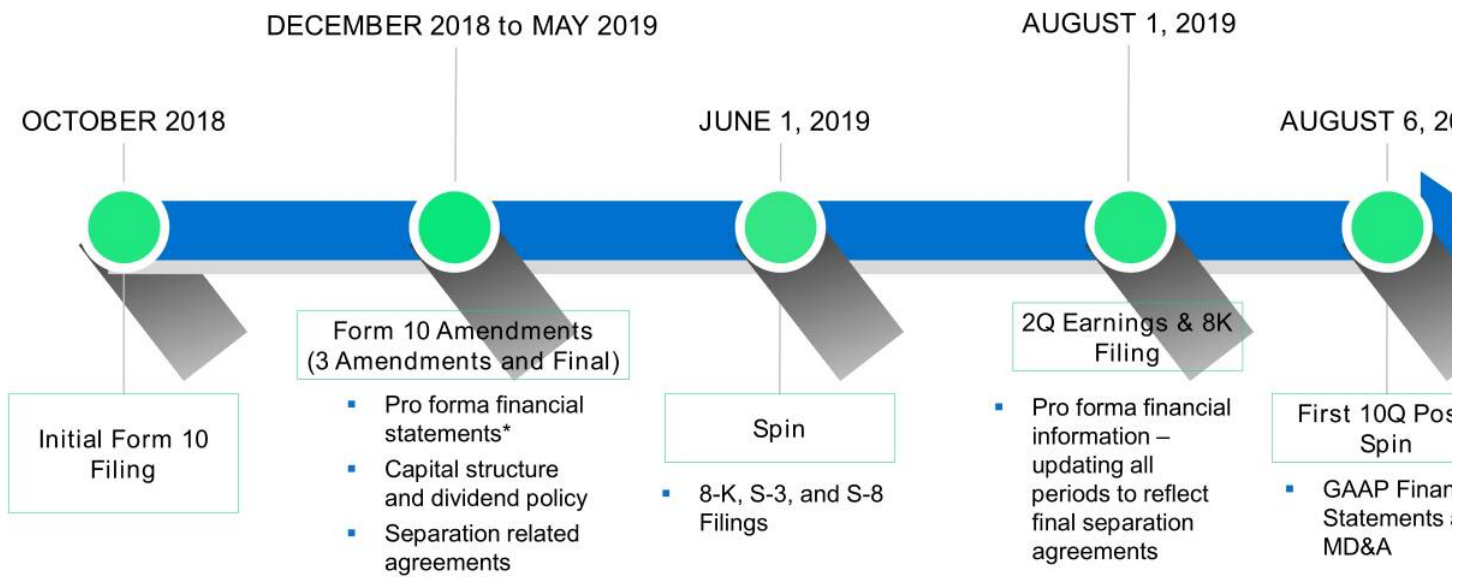 DECEMBER 2018 to MAY 2019
AUGUST 1, 2019
OCTOBER 2018
JUNE 1, 2019
AUGUST 6,
Initial Form 10
Filing
Form 10 Amendments
(3 Amendments and Final)
▪ Pro forma financial
statements*
▪ Capital structure
and dividend policy
▪ Separation related
agreements
Spin
▪ 8-K, S-3, and S-8
Filings
2Q Earnings & 8K
Filing
▪ Pro forma financial
information –
updating all
periods to reflect
final separation
agreements
First 10Q
Spin
▪ GAAP
Statements
MD&A